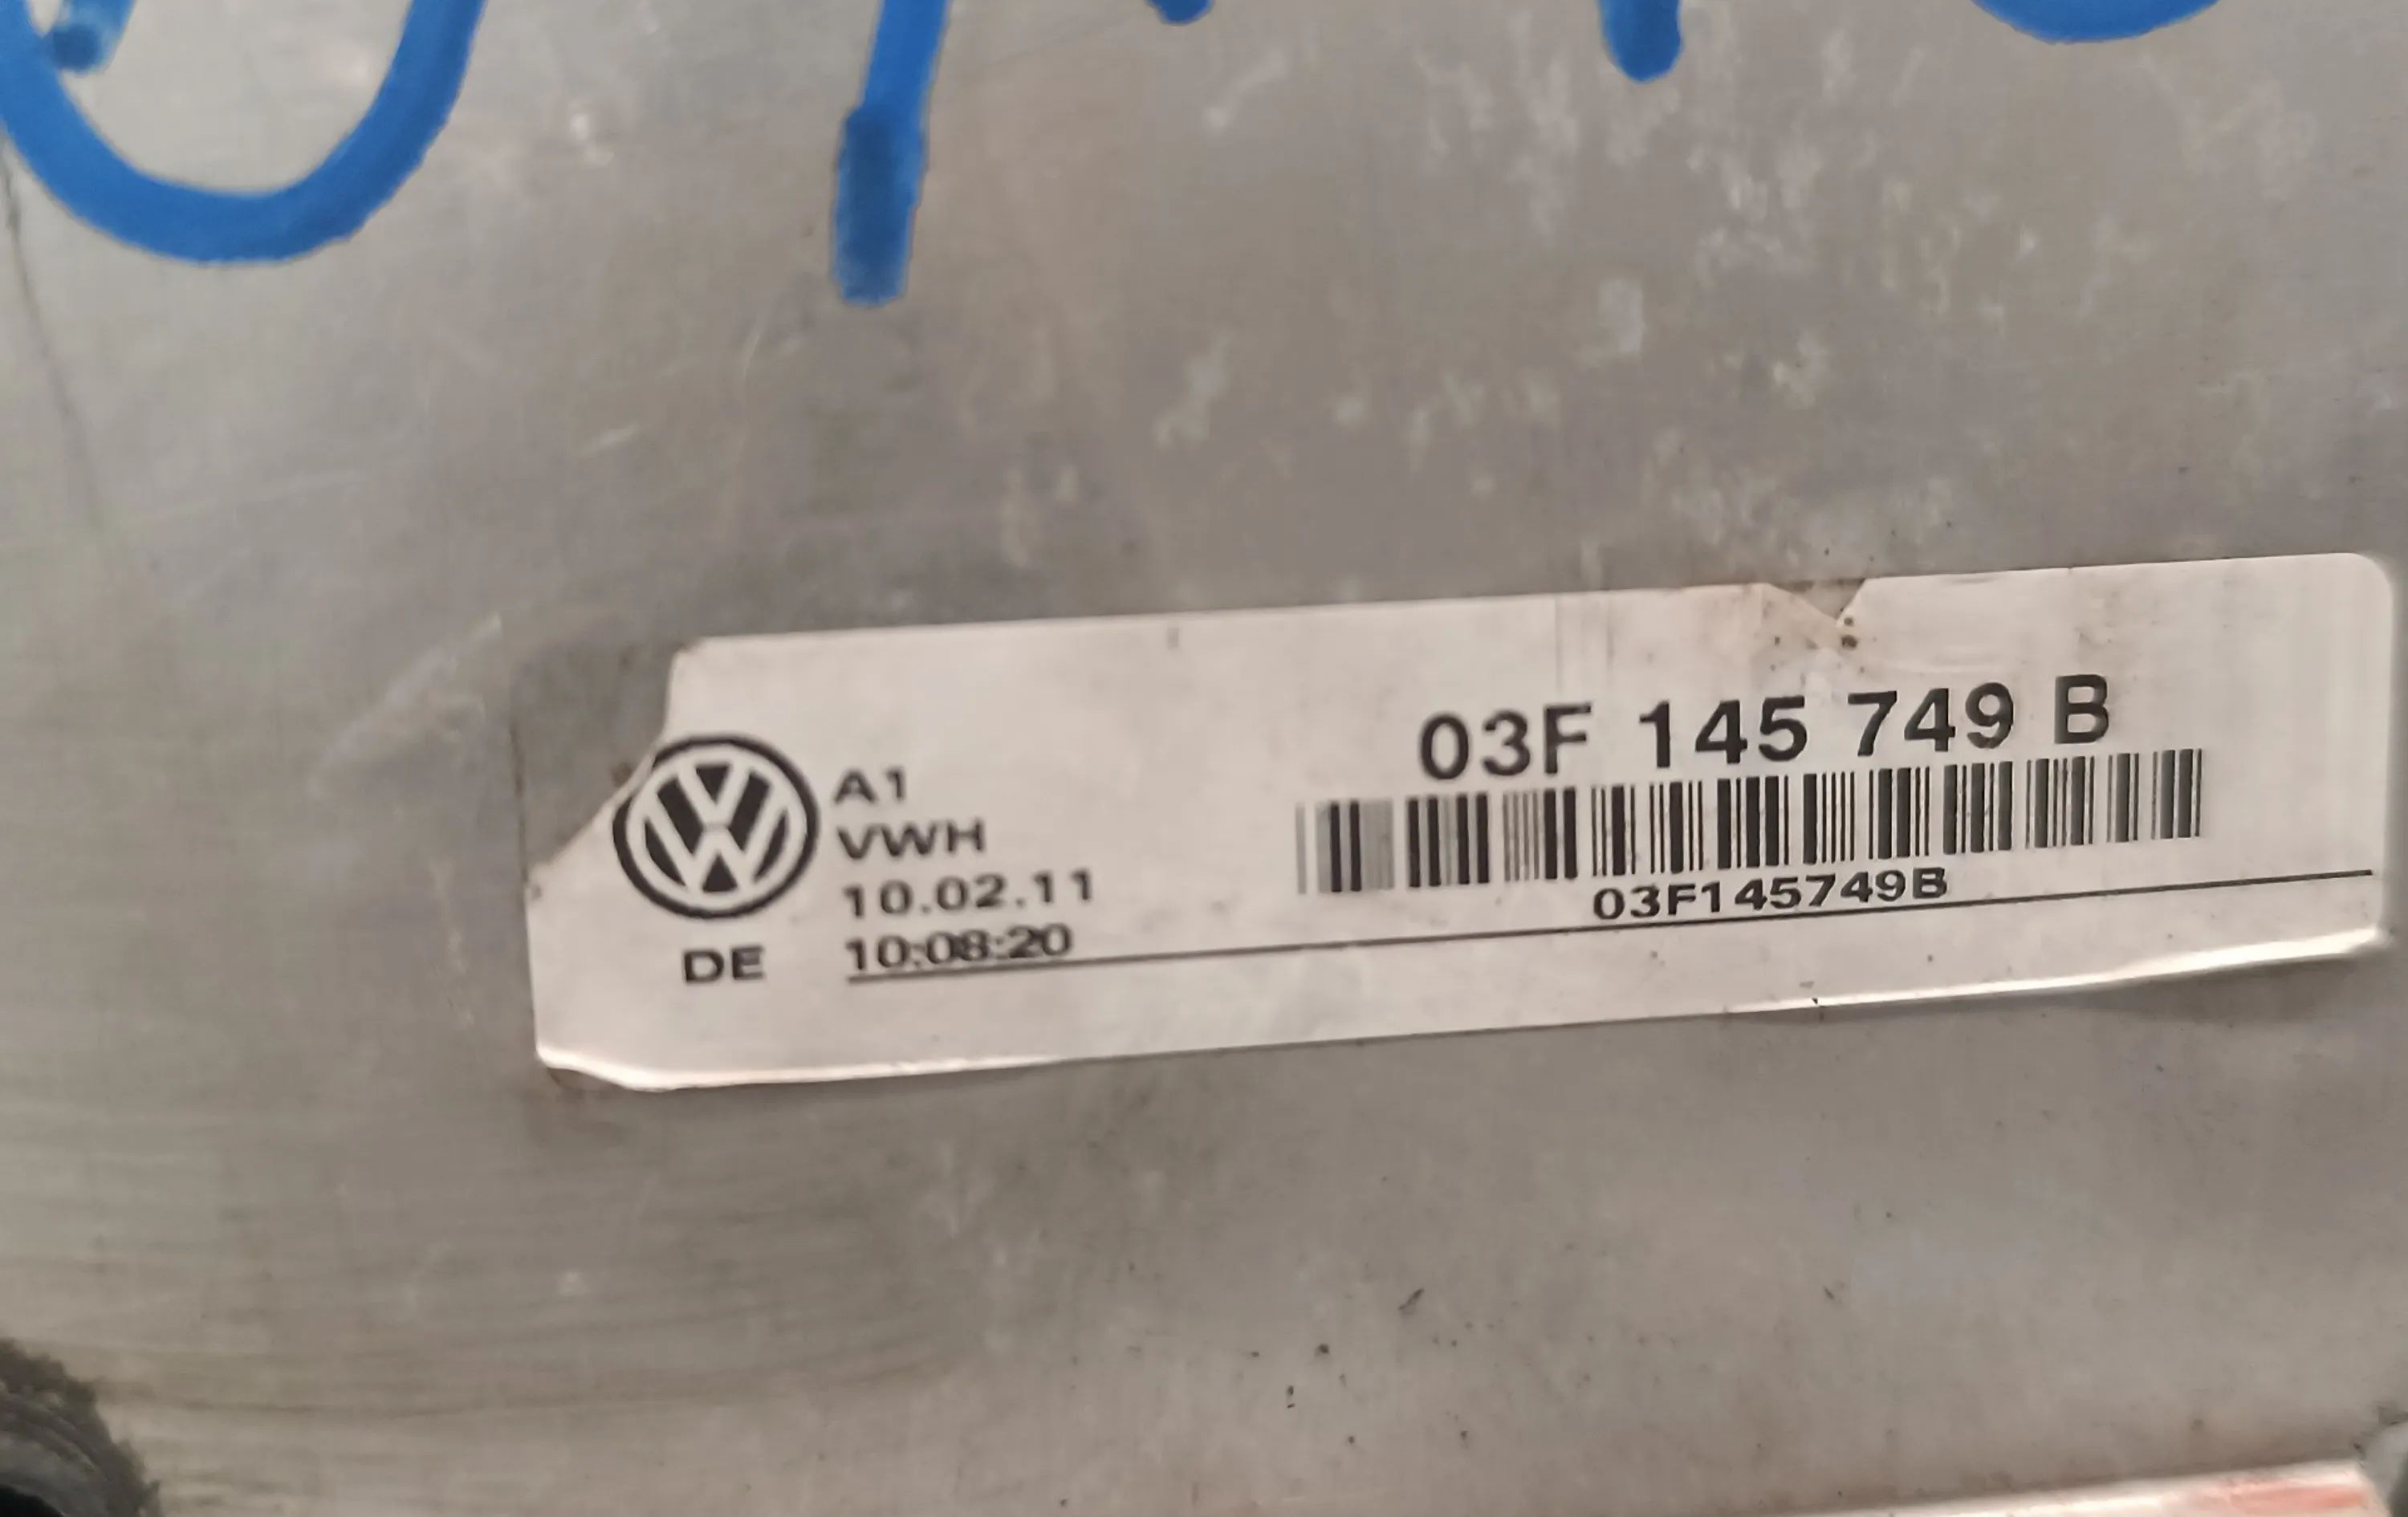 03F 145 749 B
A1
VWH
10.02.11
03F145749B
DE 10:08:20